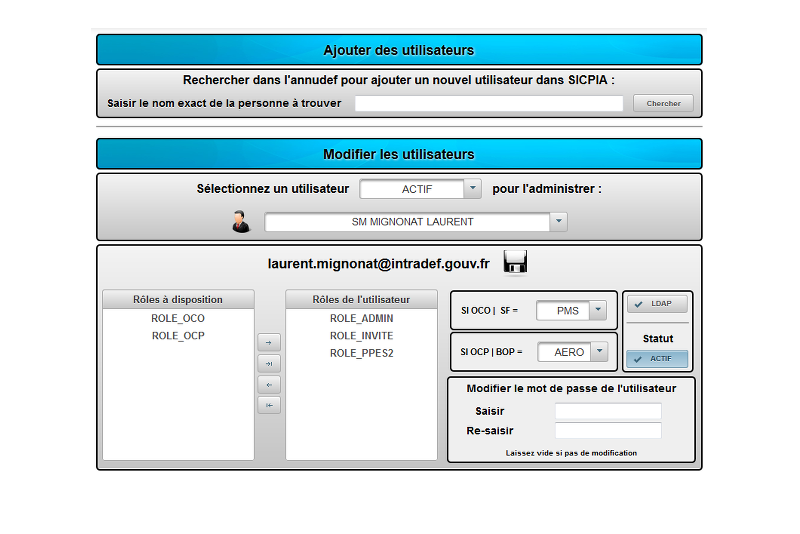 Ajouter des utilisateurs
Rechercher dans l'annudef pour ajouter un nouvel utilisateur dans SICPIA :
Saisir le nom exact de la personne à trouver
Chercher
Modifier les utilisateurs
Sélectionnez un utilisateur ACTIF pour l'administrer :
SM MIGNONAT LAURENT
laurent.mignonat@intradef.gouv.fr
Rôles à disposition
ROLE_OCO
ROLE_OCP
Rôles de l'utilisateur
ROLE_ADMIN
ROLE_INVITE
ROLE_PPES2
SI OCO | SF = PMS
SI OCP | BOP = AERO
LDAP
Statut
ACTIF
Modifier le mot de passe de l'utilisateur
Saisir
Re-saisir
Laissez vide si pas de modification